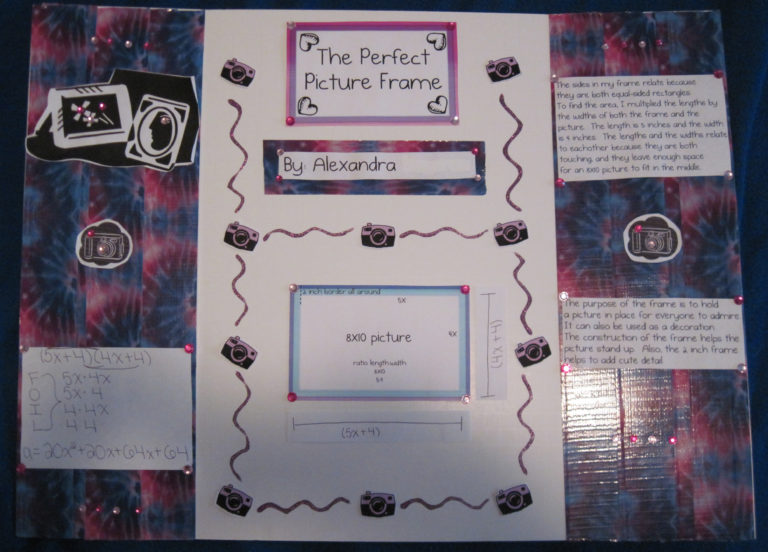 The Perfect
Picture Frame
By: Alexandra
(5x+4)(4x+4)
F 5x·4x
O 5x·4
I 4·4x
L 4·4
a=20x²+20x+64x+64
2 inch border all around
5X
8X10 picture
4X
ratio length:width
8X10
5:4
(4x+4)
(5x+4)
The sides in my frame relate because
they are both equal-sided rectangles.
To find the area, I multiplied the lengths by
the widths of both the frame and the
picture. The length is 5 inches and the width
is 4 inches. The lengths and the widths relate
to eachother because they are both
touching, and they leave enough space
for an 8X10 picture to fit in the middle.
The purpose of the frame is to hold
a picture in place for everyone to admire.
It can also be used as a decoration.
The construction of the frame helps the
picture stand up. Also, the 2 inch frame
helps to add cute detail.